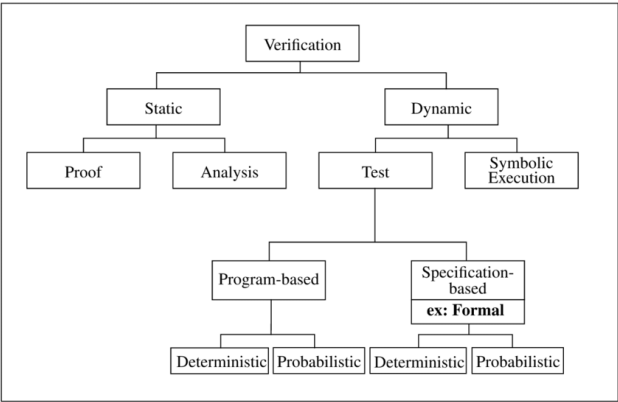 Verification
Static
Dynamic
Proof
Analysis
Test
Symbolic
Execution
Program-based
Specification-
based
ex: Formal
Deterministic
Probabilistic
Deterministic
Probabilistic